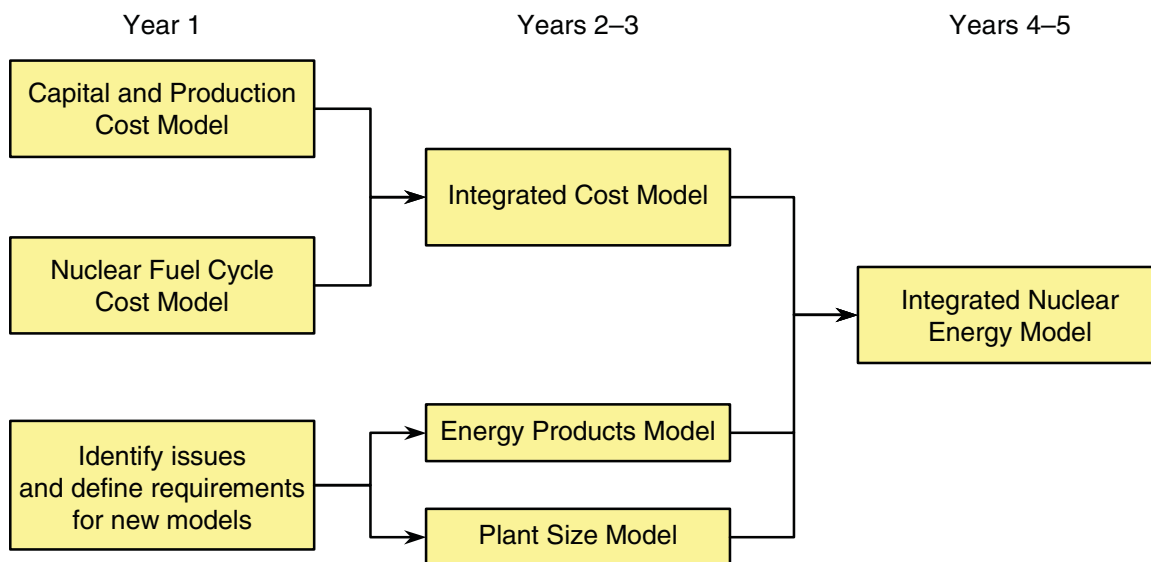 Year 1
Years 2–3
Years 4–5
Capital and Production
Cost Model
Nuclear Fuel Cycle
Cost Model
Identify issues
and define requirements
for new models
Integrated Cost Model
Energy Products Model
Plant Size Model
Integrated Nuclear
Energy Model